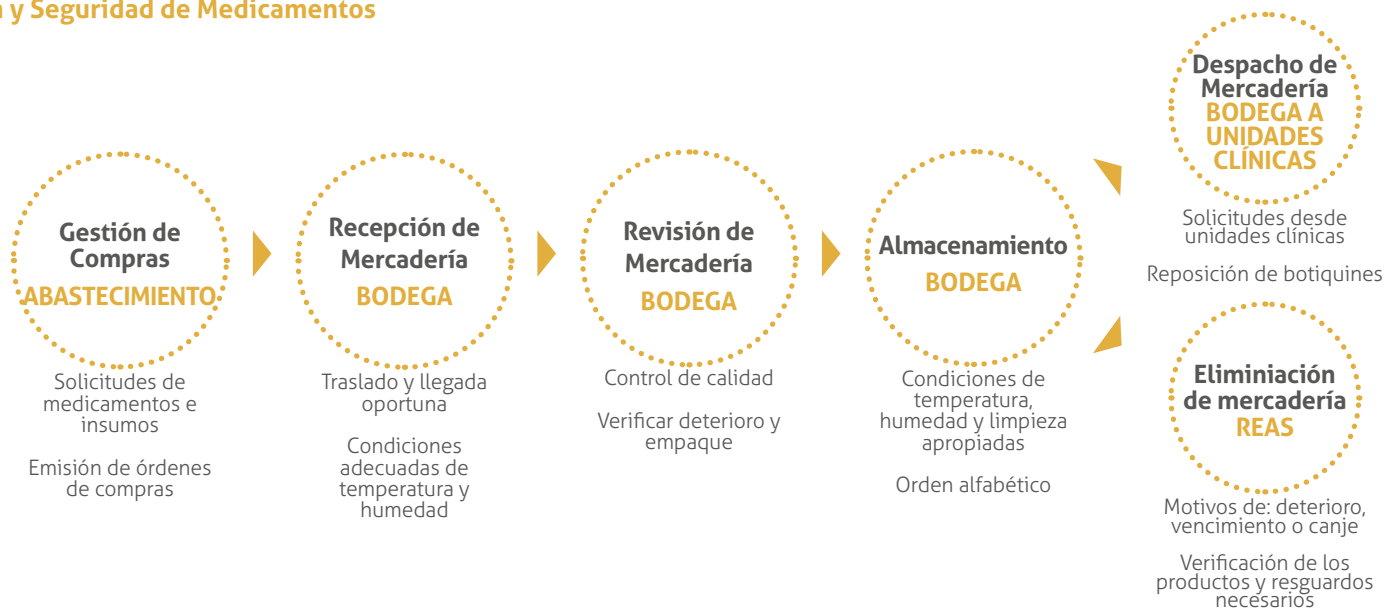 y Seguridad de Medicamentos
Gestión de
Compras
ABASTECIMIENTO
Solicitudes de
medicamentos e
insumos
Emisión de órdenes
de compras
Recepción de
Mercadería
BODEGA
Traslado y llegada
oportuna
Condiciones
adecuadas de
temperatura y
humedad
Revisión de
Mercadería
BODEGA
Control de calidad
Verificar deterioro y
empaque
Almacenamiento
BODEGA
Condiciones de
temperatura,
humedad y limpieza
apropiadas
Orden alfabético
Despacho de
Mercadería
BODEGA A
UNIDADES
CLÍNICAS
Solicitudes desde
unidades clínicas
Reposición de botiquines
Eliminiación
de mercadería
REAS
Motivos de: deterioro,
vencimiento o canje
Verificación de los
productos y resguardos
necesarios